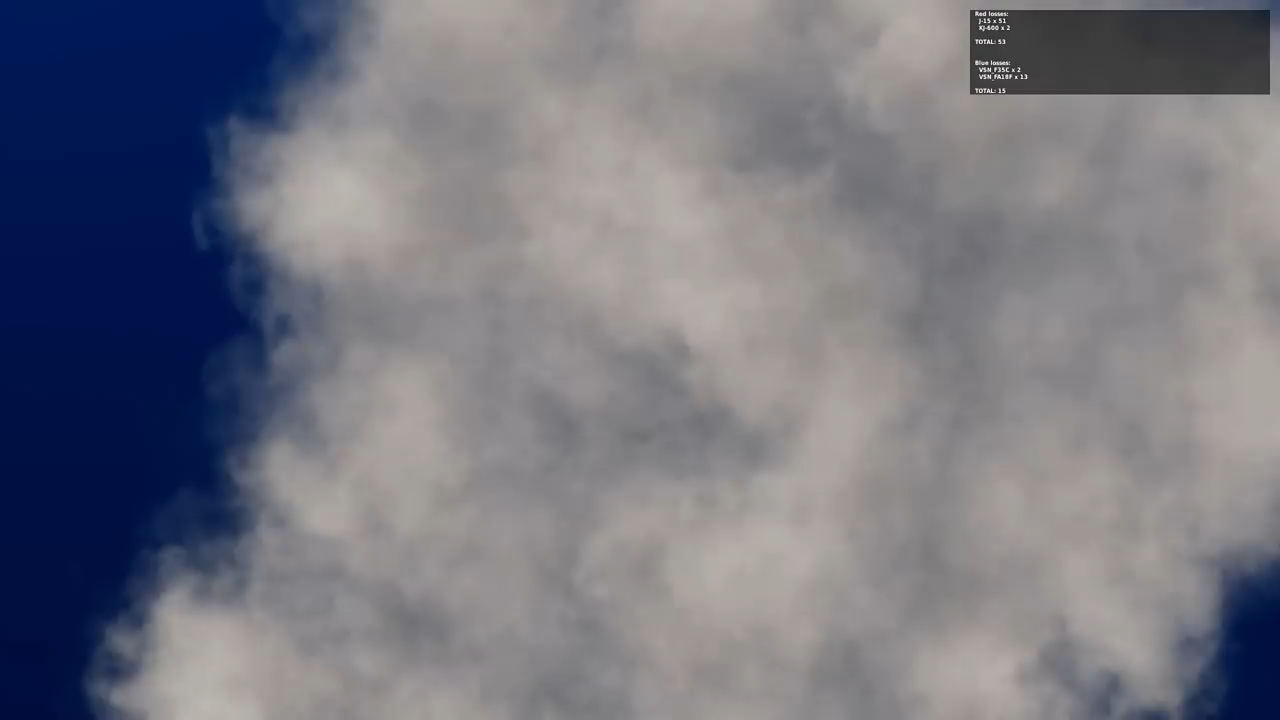 Red losses:
J-15 x 51
KJ-600 x 2
TOTAL: 53
Blue losses:
VSN_F35C x 2
VSN_FA18F x 13
TOTAL: 15